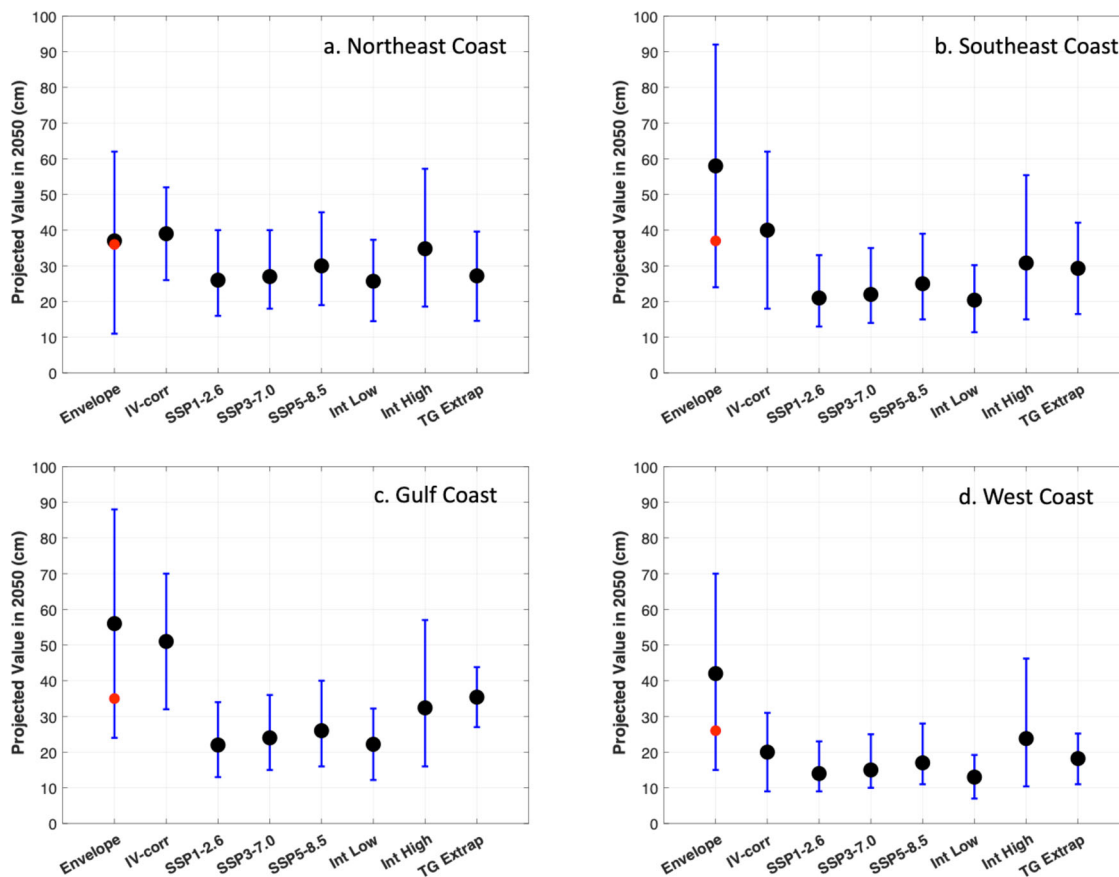 a. Northeast Coast
Projected Value in 2050 (cm)
100
90
80
70
60
50
40
30
20
10
0
Envelope
IV-corr
SSP1-2.6
SSP3-7.0
SSP5-8.5
Int Low
Int High
TG Extrap
b. Southeast Coast
Projected Value in 2050 (cm)
100
90
80
70
60
50
40
30
20
10
0
Envelope
IV-corr
SSP1-2.6
SSP3-7.0
SSP5-8.5
Int Low
Int High
TG Extrap
c. Gulf Coast
Projected Value in 2050 (cm)
100
90
80
70
60
50
40
30
20
10
0
Envelope
IV-corr
SSP1-2.6
SSP3-7.0
SSP5-8.5
Int Low
Int High
TG Extrap
d. West Coast
Projected Value in 2050 (cm)
100
90
80
70
60
50
40
30
20
10
0
Envelope
IV-corr
SSP1-2.6
SSP3-7.0
SSP5-8.5
Int Low
Int High
TG Extrap